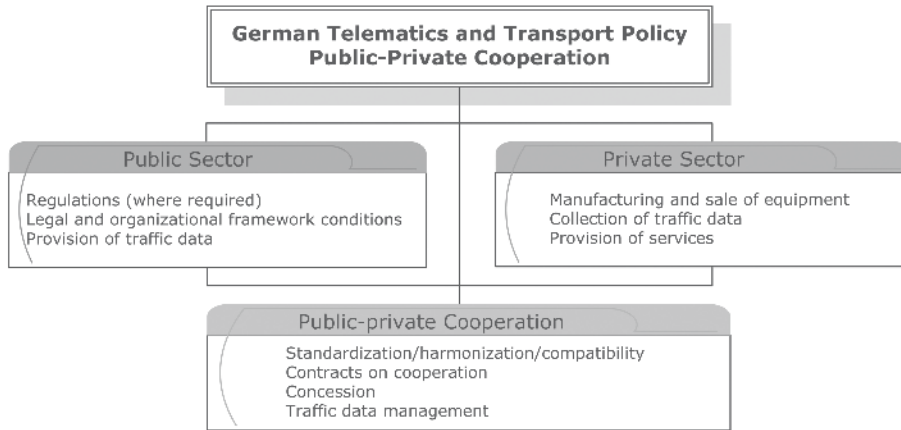 German Telematics and Transport Policy
Public-Private Cooperation
Public Sector
Regulations (where required)
Legal and organizational framework conditions
Provision of traffic data
Private Sector
Manufacturing and sale of equipment
Collection of traffic data
Provision of services
Public-private Cooperation
Standardization/harmonization/compatibility
Contracts on cooperation
Concession
Traffic data management